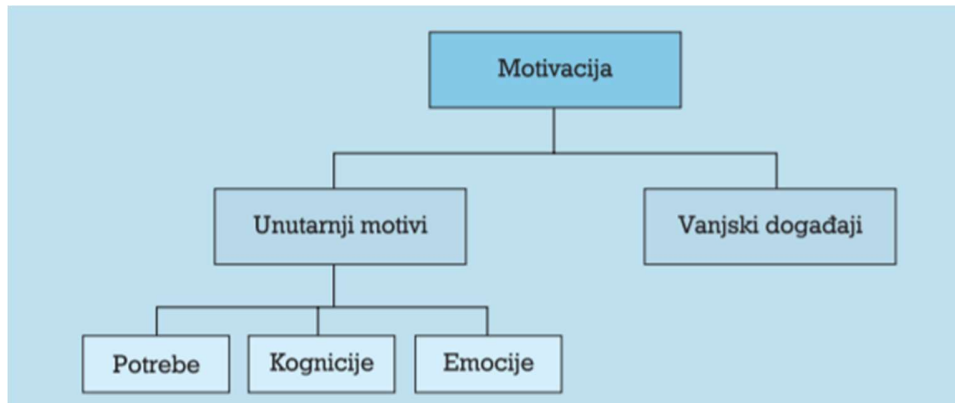 Motivacija
Unutarnji motivi
Vanjski događaji
Potrebe
Kognicije
Emocije